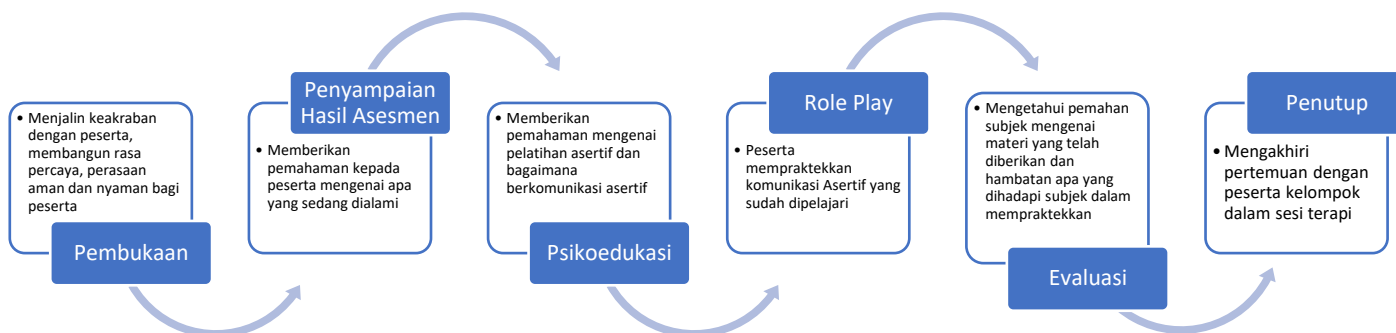 • Menjalin keakraban
dengan peserta,
membangun rasa
percaya, perasaan
aman dan nyaman bagi
peserta
Pembukaan
Penyampaian
Hasil Asesmen
• Memberikan
pemahaman kepada
peserta mengenai apa
yang sedang dialami
• Memberikan
pemahaman mengenai
pelatihan asertif dan
bagaimana
berkomunikasi asertif
Psikoedukasi
Role Play
• Peserta
mempraktekkan
komunikasi Asertif yang
sudah dipelajari
• Mengetahui pemahan
subjek mengenai
materi yang telah
diberikan dan
hambatan apa yang
dihadapi subjek dalam
mempraktekkan
Evaluasi
Penutup
• Mengakhiri
pertemuan dengan
peserta kelompok
dalam sesi terapi